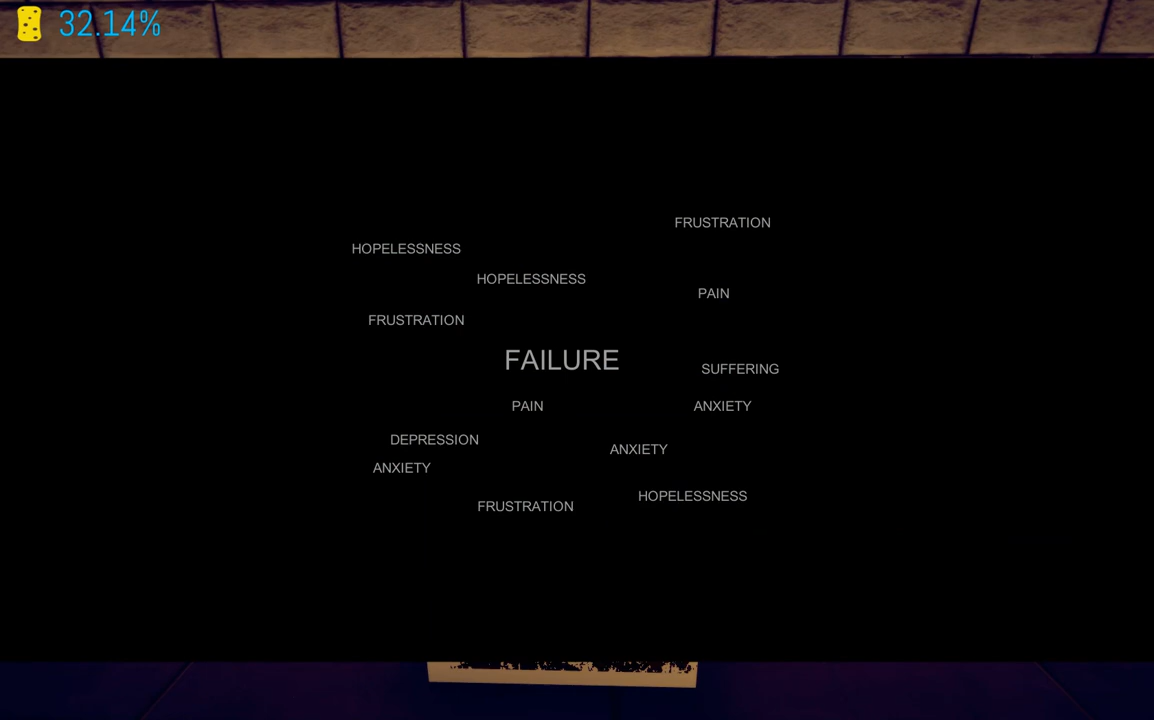 32.14%
FRUSTRATION
HOPELESSNESS
HOPELESSNESS
PAIN
FRUSTRATION
FAILURE
SUFFERING
PAIN
ANXIETY
DEPRESSION
ANXIETY
ANXIETY
HOPELESSNESS
FRUSTRATION